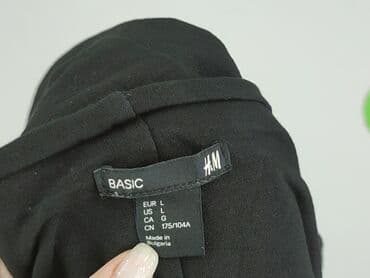 BASIC H&M
EUR L
US L
CA G
CN 175/104A
Made in
Bulgaria